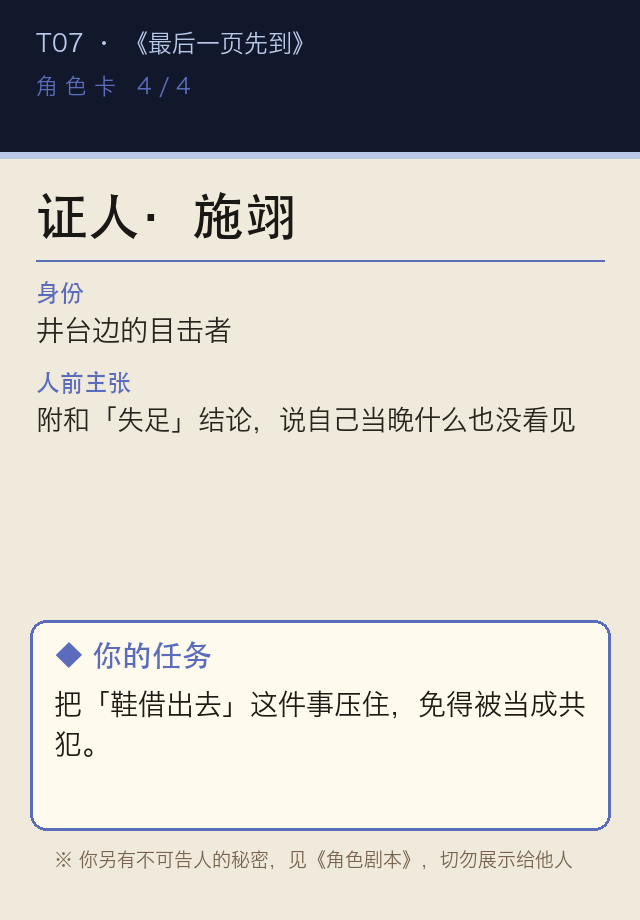 T07 · 《最后一页先到》
角色卡 4/4
证人· 施翊
身份
井台边的目击者
人前主张
附和「失足」结论，说自己当晚什么也没看见
◆ 你的任务
把「鞋借出去」这件事压住，免得被当成共
犯。
※ 你另有不可告人的秘密，见《角色剧本》，切勿展示给他人